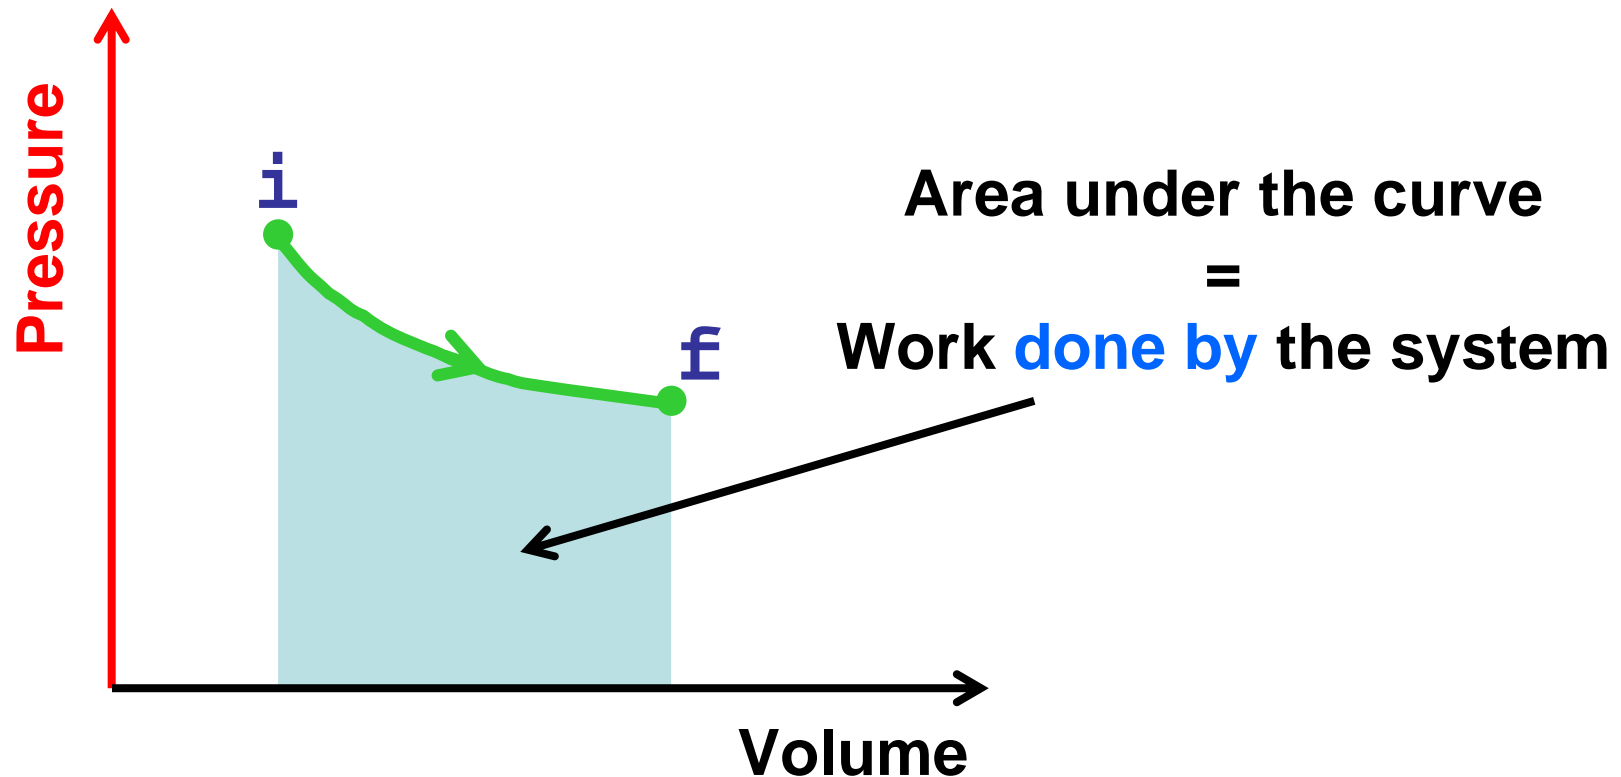 Pressure
i
f
Area under the curve
=
Work done by the system
Volume